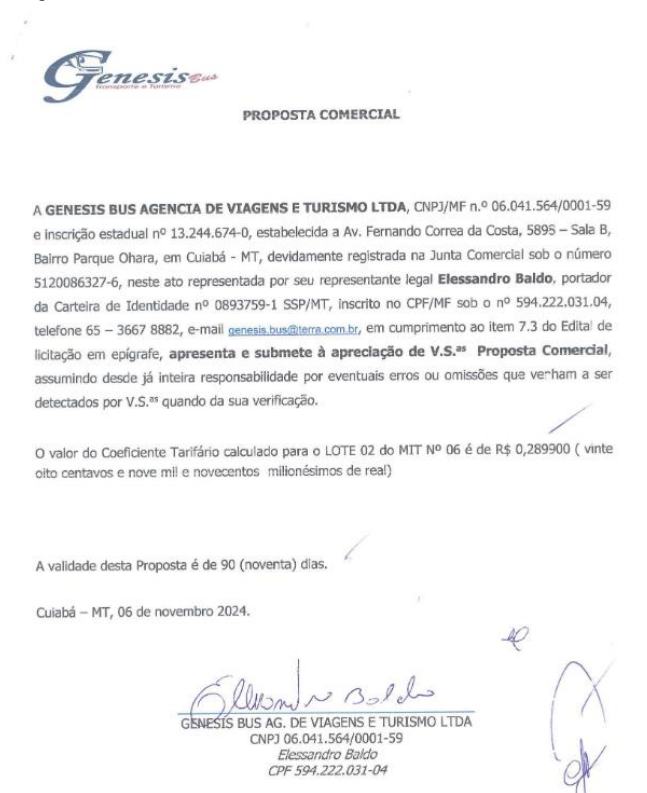 Genesis Bus
Transporte e Turismo
PROPOSTA COMERCIAL
A GENESIS BUS AGENCIA DE VIAGENS E TURISMO LTDA, CNPJ/MF n.º 06.041.564/0001-59
e inscrição estadual nº 13.244.674-0, estabelecida a Av. Fernando Correa da Costa, 5895 – Sala B,
Bairro Parque Ohara, em Cuiabá - MT, devidamente registrada na Junta Comercial sob o número
5120086327-6, neste ato representada por seu representante legal Elessandro Baldo, portador
da Carteira de Identidade nº 0893759-1 SSP/MT, inscrito no CPF/MF sob o nº 594.222.031.04,
telefone 65 – 3667 8882, e-mail genesis.bus@terra.com.br, em cumprimento ao item 7.3 do Edital de
licitação em epígrafe, apresenta e submete à apreciação de V.S.ªs Proposta Comercial,
assumindo desde já inteira responsabilidade por eventuais erros ou omissões que venham a ser
detectados por V.S.ªs quando da sua verificação.
O valor do Coeficiente Tarifário calculado para o LOTE 02 do MIT Nº 06 é de R$ 0,289900 ( vinte
oito centavos e nove mil e novecentos milionésimos de real)
A validade desta Proposta é de 90 (noventa) dias.
Cuiabá – MT, 06 de novembro 2024.
Elessandro Baldo
GENESIS BUS AG. DE VIAGENS E TURISMO LTDA
CNPJ 06.041.564/0001-59
Elessandro Baldo
CPF 594.222.031-04